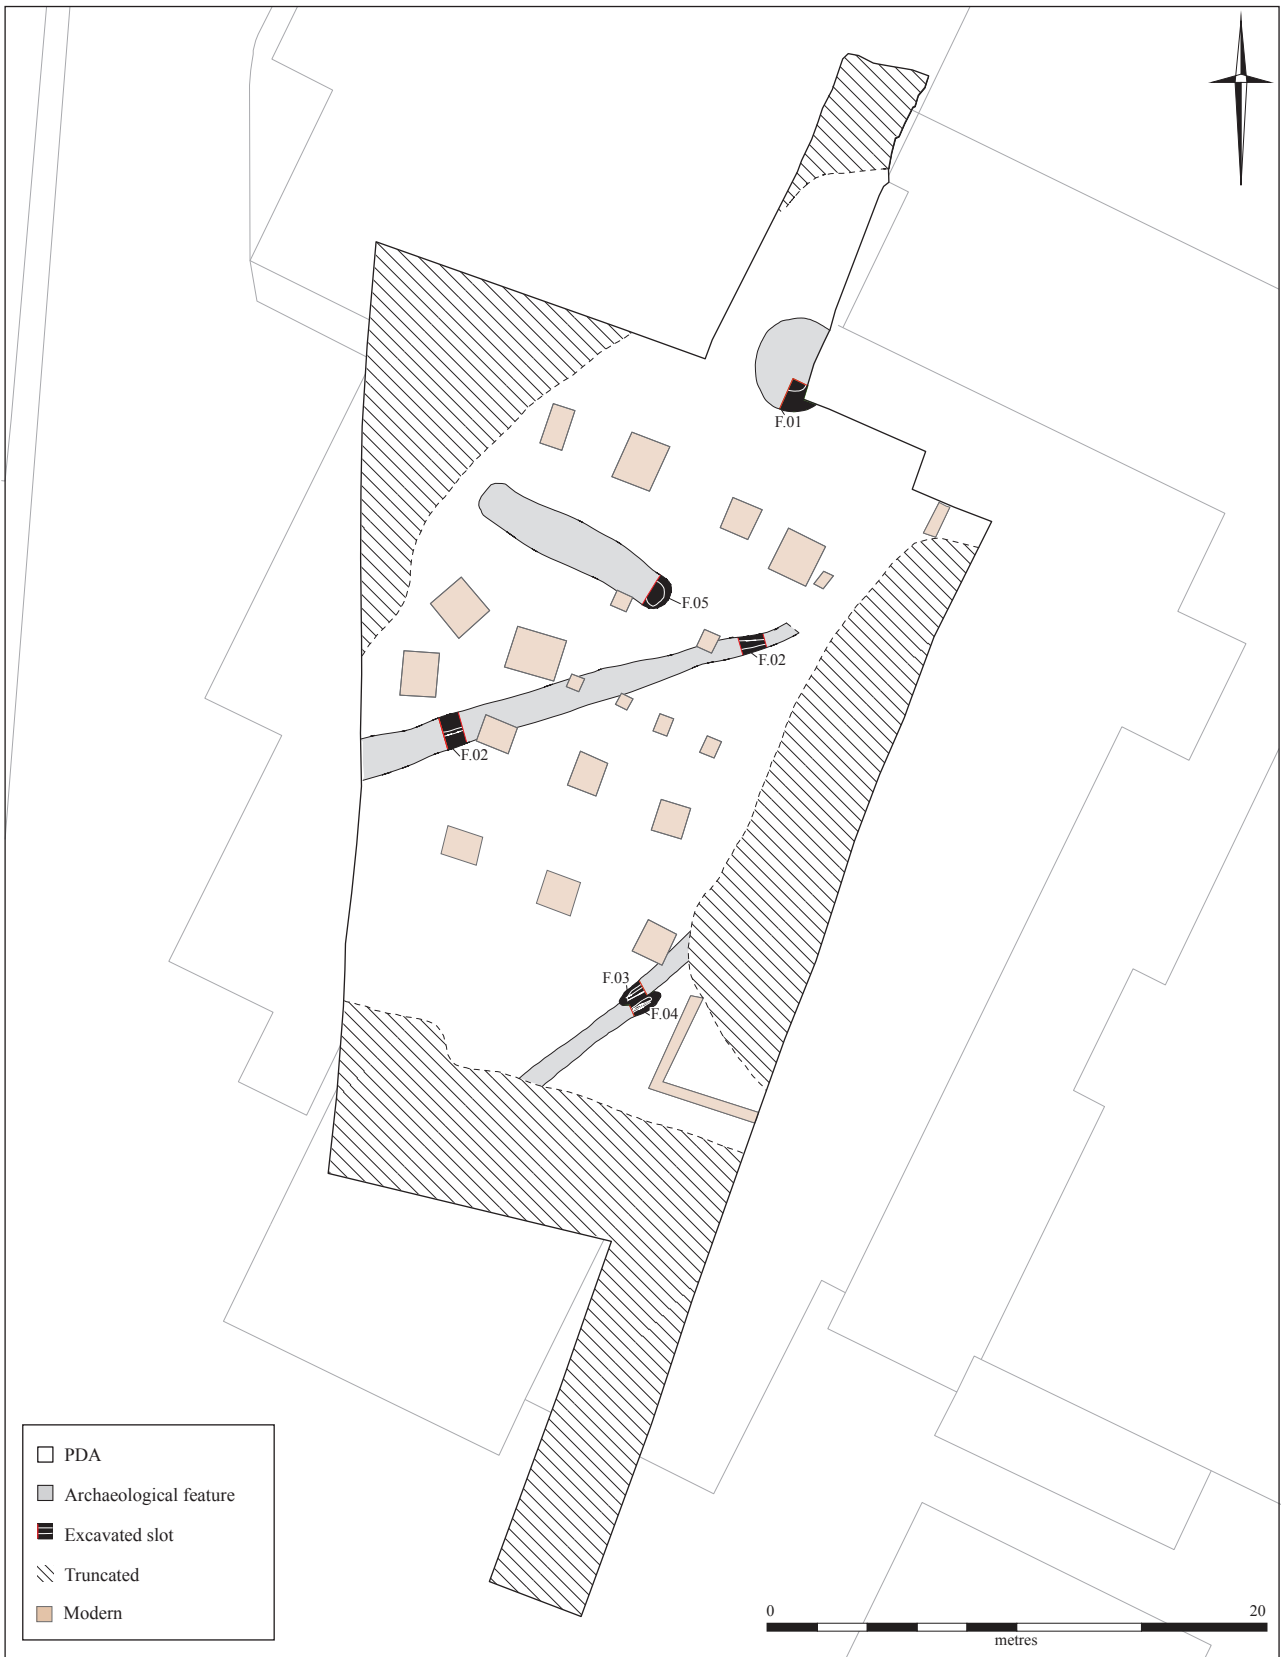 F.01
F.05
F.02
F.02
F.03
F.04
PDA
Archaeological feature
Excavated slot
Truncated
Modern
0 20
metres